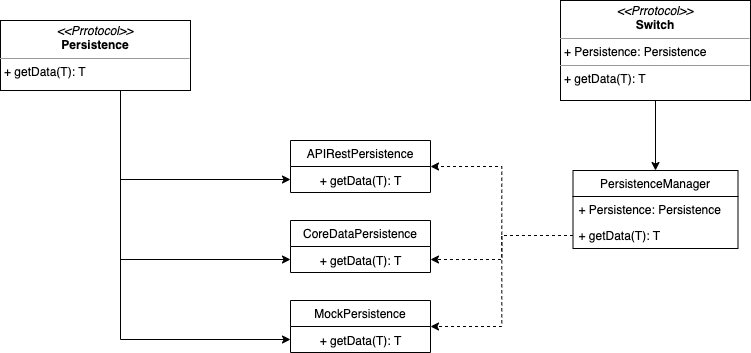 <<Prrotocol>>
Persistence
+ getData(T): T
<<Prrotocol>>
Switch
+ Persistence: Persistence
+ getData(T): T
APIRestPersistence
+ getData(T): T
CoreDataPersistence
+ getData(T): T
MockPersistence
+ getData(T): T
PersistenceManager
+ Persistence: Persistence
+ getData(T): T